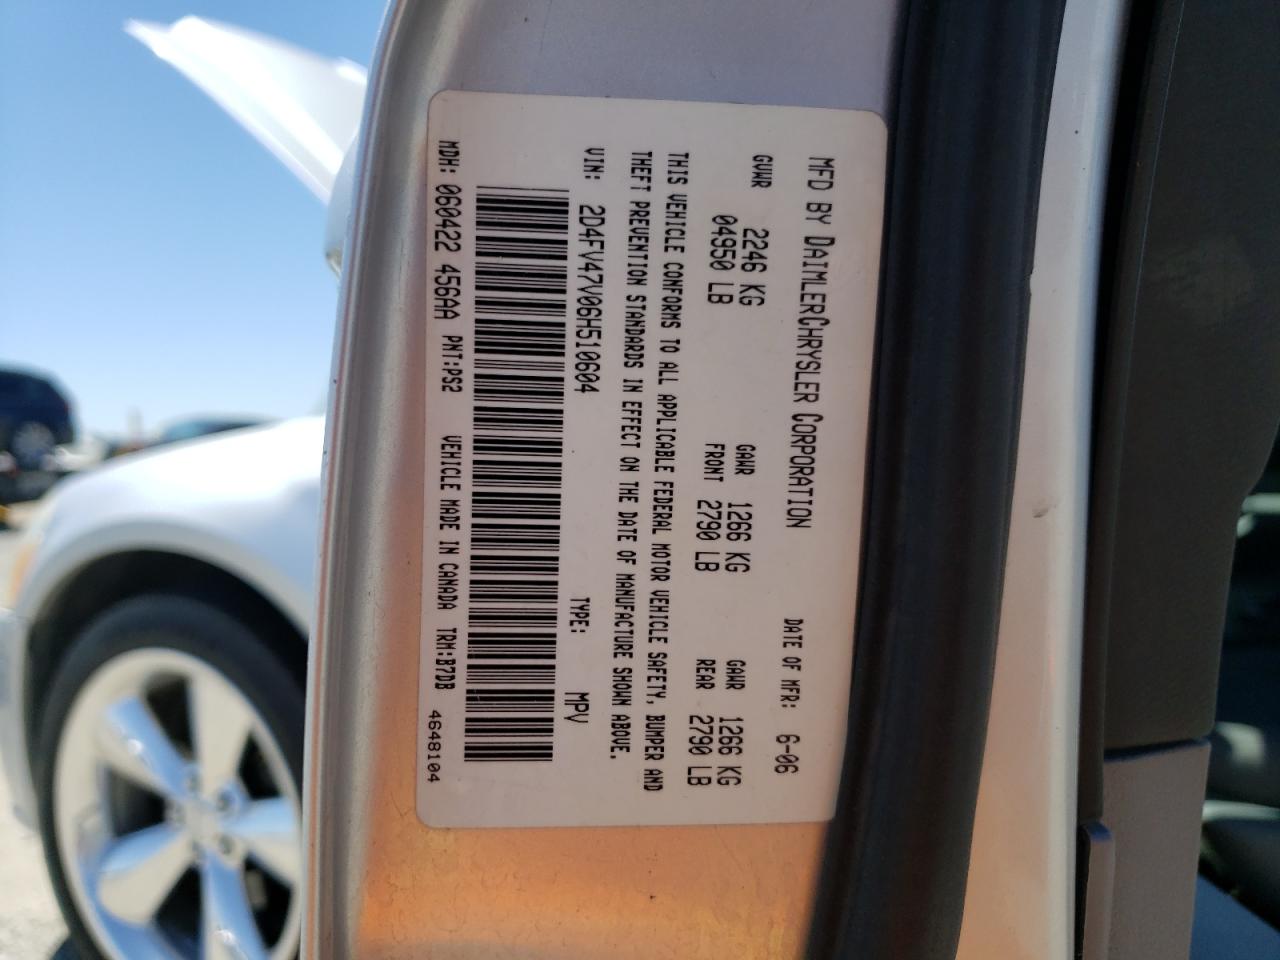 MFD BY DAIMLERCHRYSLER CORPORATION DATE OF MFR: 6-06
GVWR 2246 KG GAWR 1266 KG GAWR 1266 KG
04950 LB FRONT 2790 LB REAR 2790 LB
THIS VEHICLE CONFORMS TO ALL APPLICABLE FEDERAL MOTOR VEHICLE SAFETY, BUMPER AND
THEFT PREVENTION STANDARDS IN EFFECT ON THE DATE OF MANUFACTURE SHOWN ABOVE.
VIN: 2D4FV47V06H510604 TYPE: MPV
MDH: 060422 456AA PNT:PS2 VEHICLE MADE IN CANADA TRM:B7DB 4648104